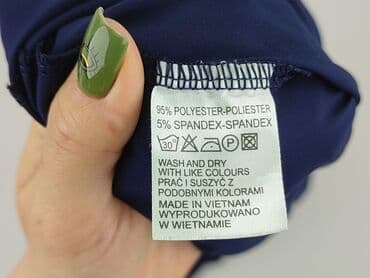 95% POLYESTER-POLIESTER
5% SPANDEX-SPANDEX
30°
WASH AND DRY
WITH LIKE COLOURS
PRAĆ I SUSZYĆ Z
PODOBNYMI KOLORAMI
MADE IN VIETNAM
WYPRODUKOWANO
W WIETNAMIE